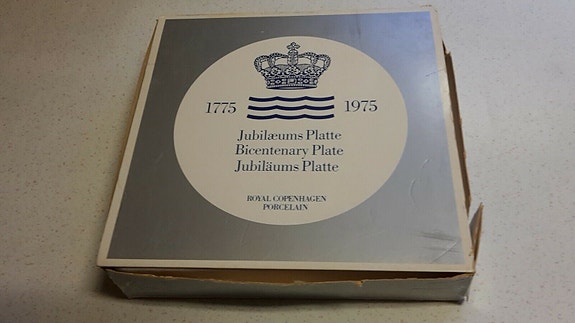 1775 1975
Jubilæums Platte
Bicentenary Plate
Jubiläums Platte
ROYAL COPENHAGEN
PORCELAIN